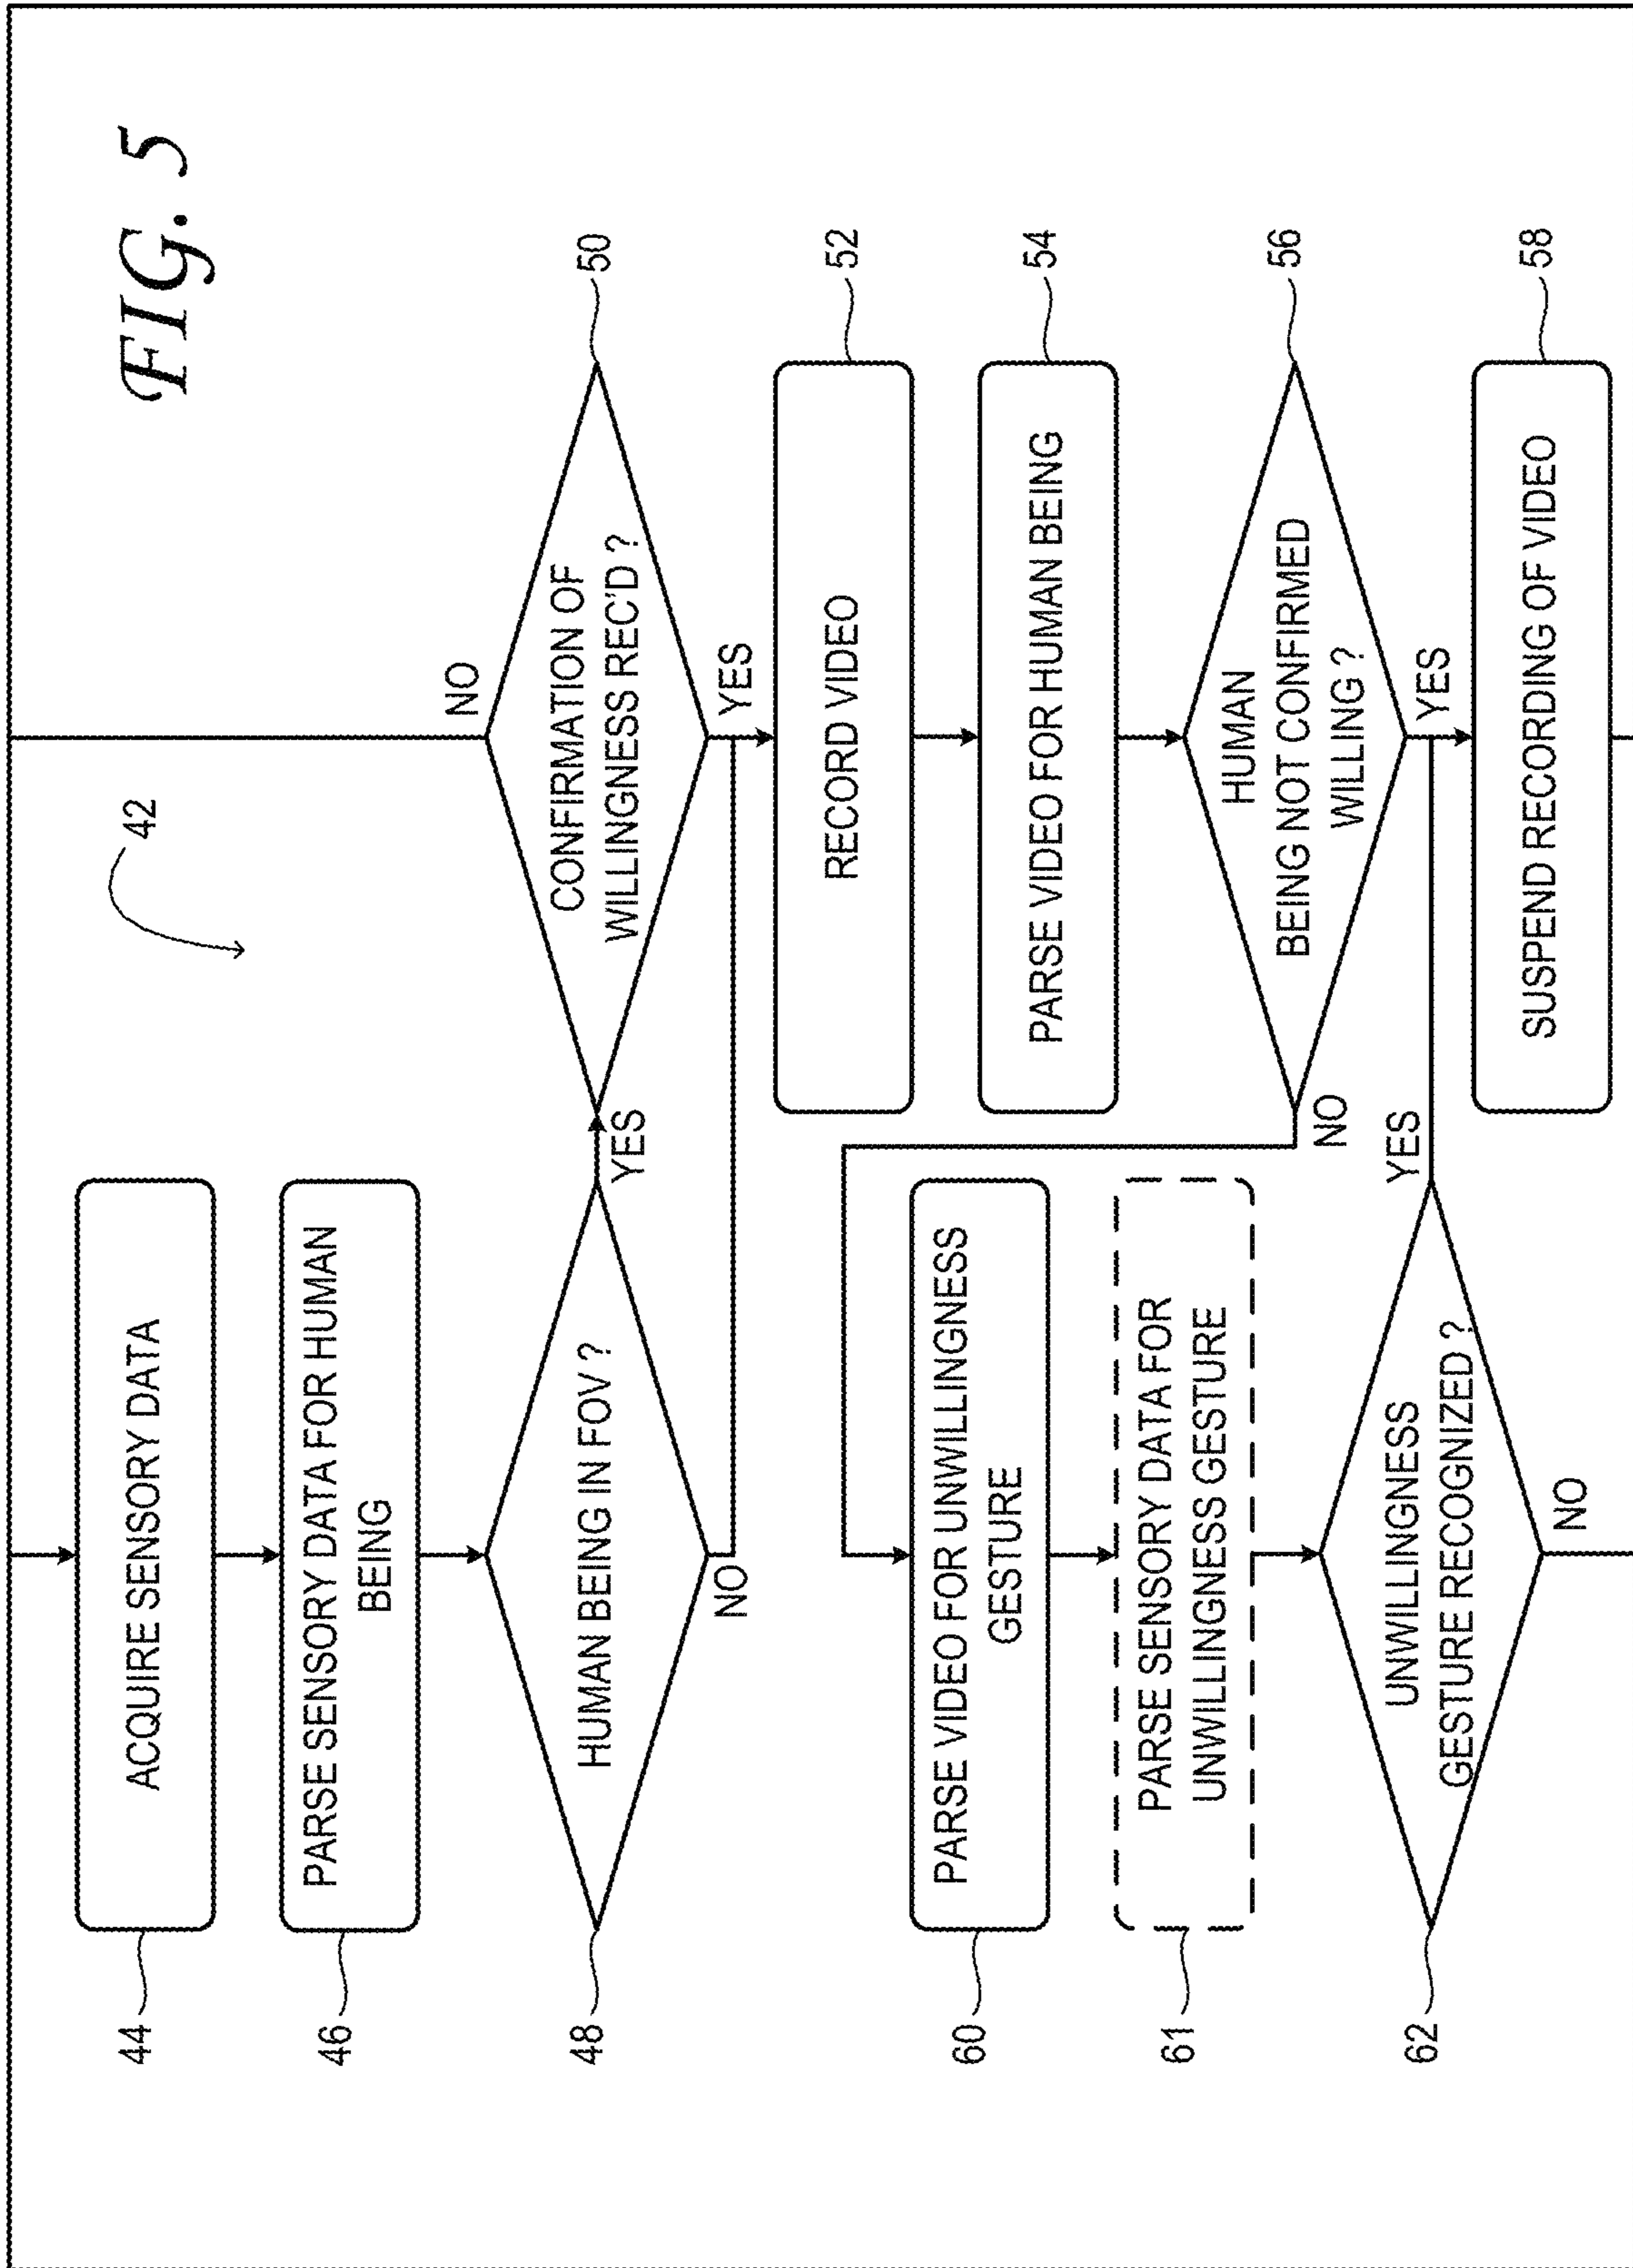 FIG. 5
42
44
ACQUIRE SENSORY DATA
46
PARSE SENSORY DATA FOR HUMAN
BEING
48
HUMAN BEING IN FOV ?
YES
NO
50
CONFIRMATION OF
WILLINGNESS REC'D ?
NO
YES
52
RECORD VIDEO
54
PARSE VIDEO FOR HUMAN BEING
56
HUMAN
BEING NOT CONFIRMED
WILLING ?
NO
YES
58
SUSPEND RECORDING OF VIDEO
60
PARSE VIDEO FOR UNWILLINGNESS
GESTURE
61
PARSE SENSORY DATA FOR
UNWILLINGNESS GESTURE
62
UNWILLINGNESS
GESTURE RECOGNIZED ?
YES
NO